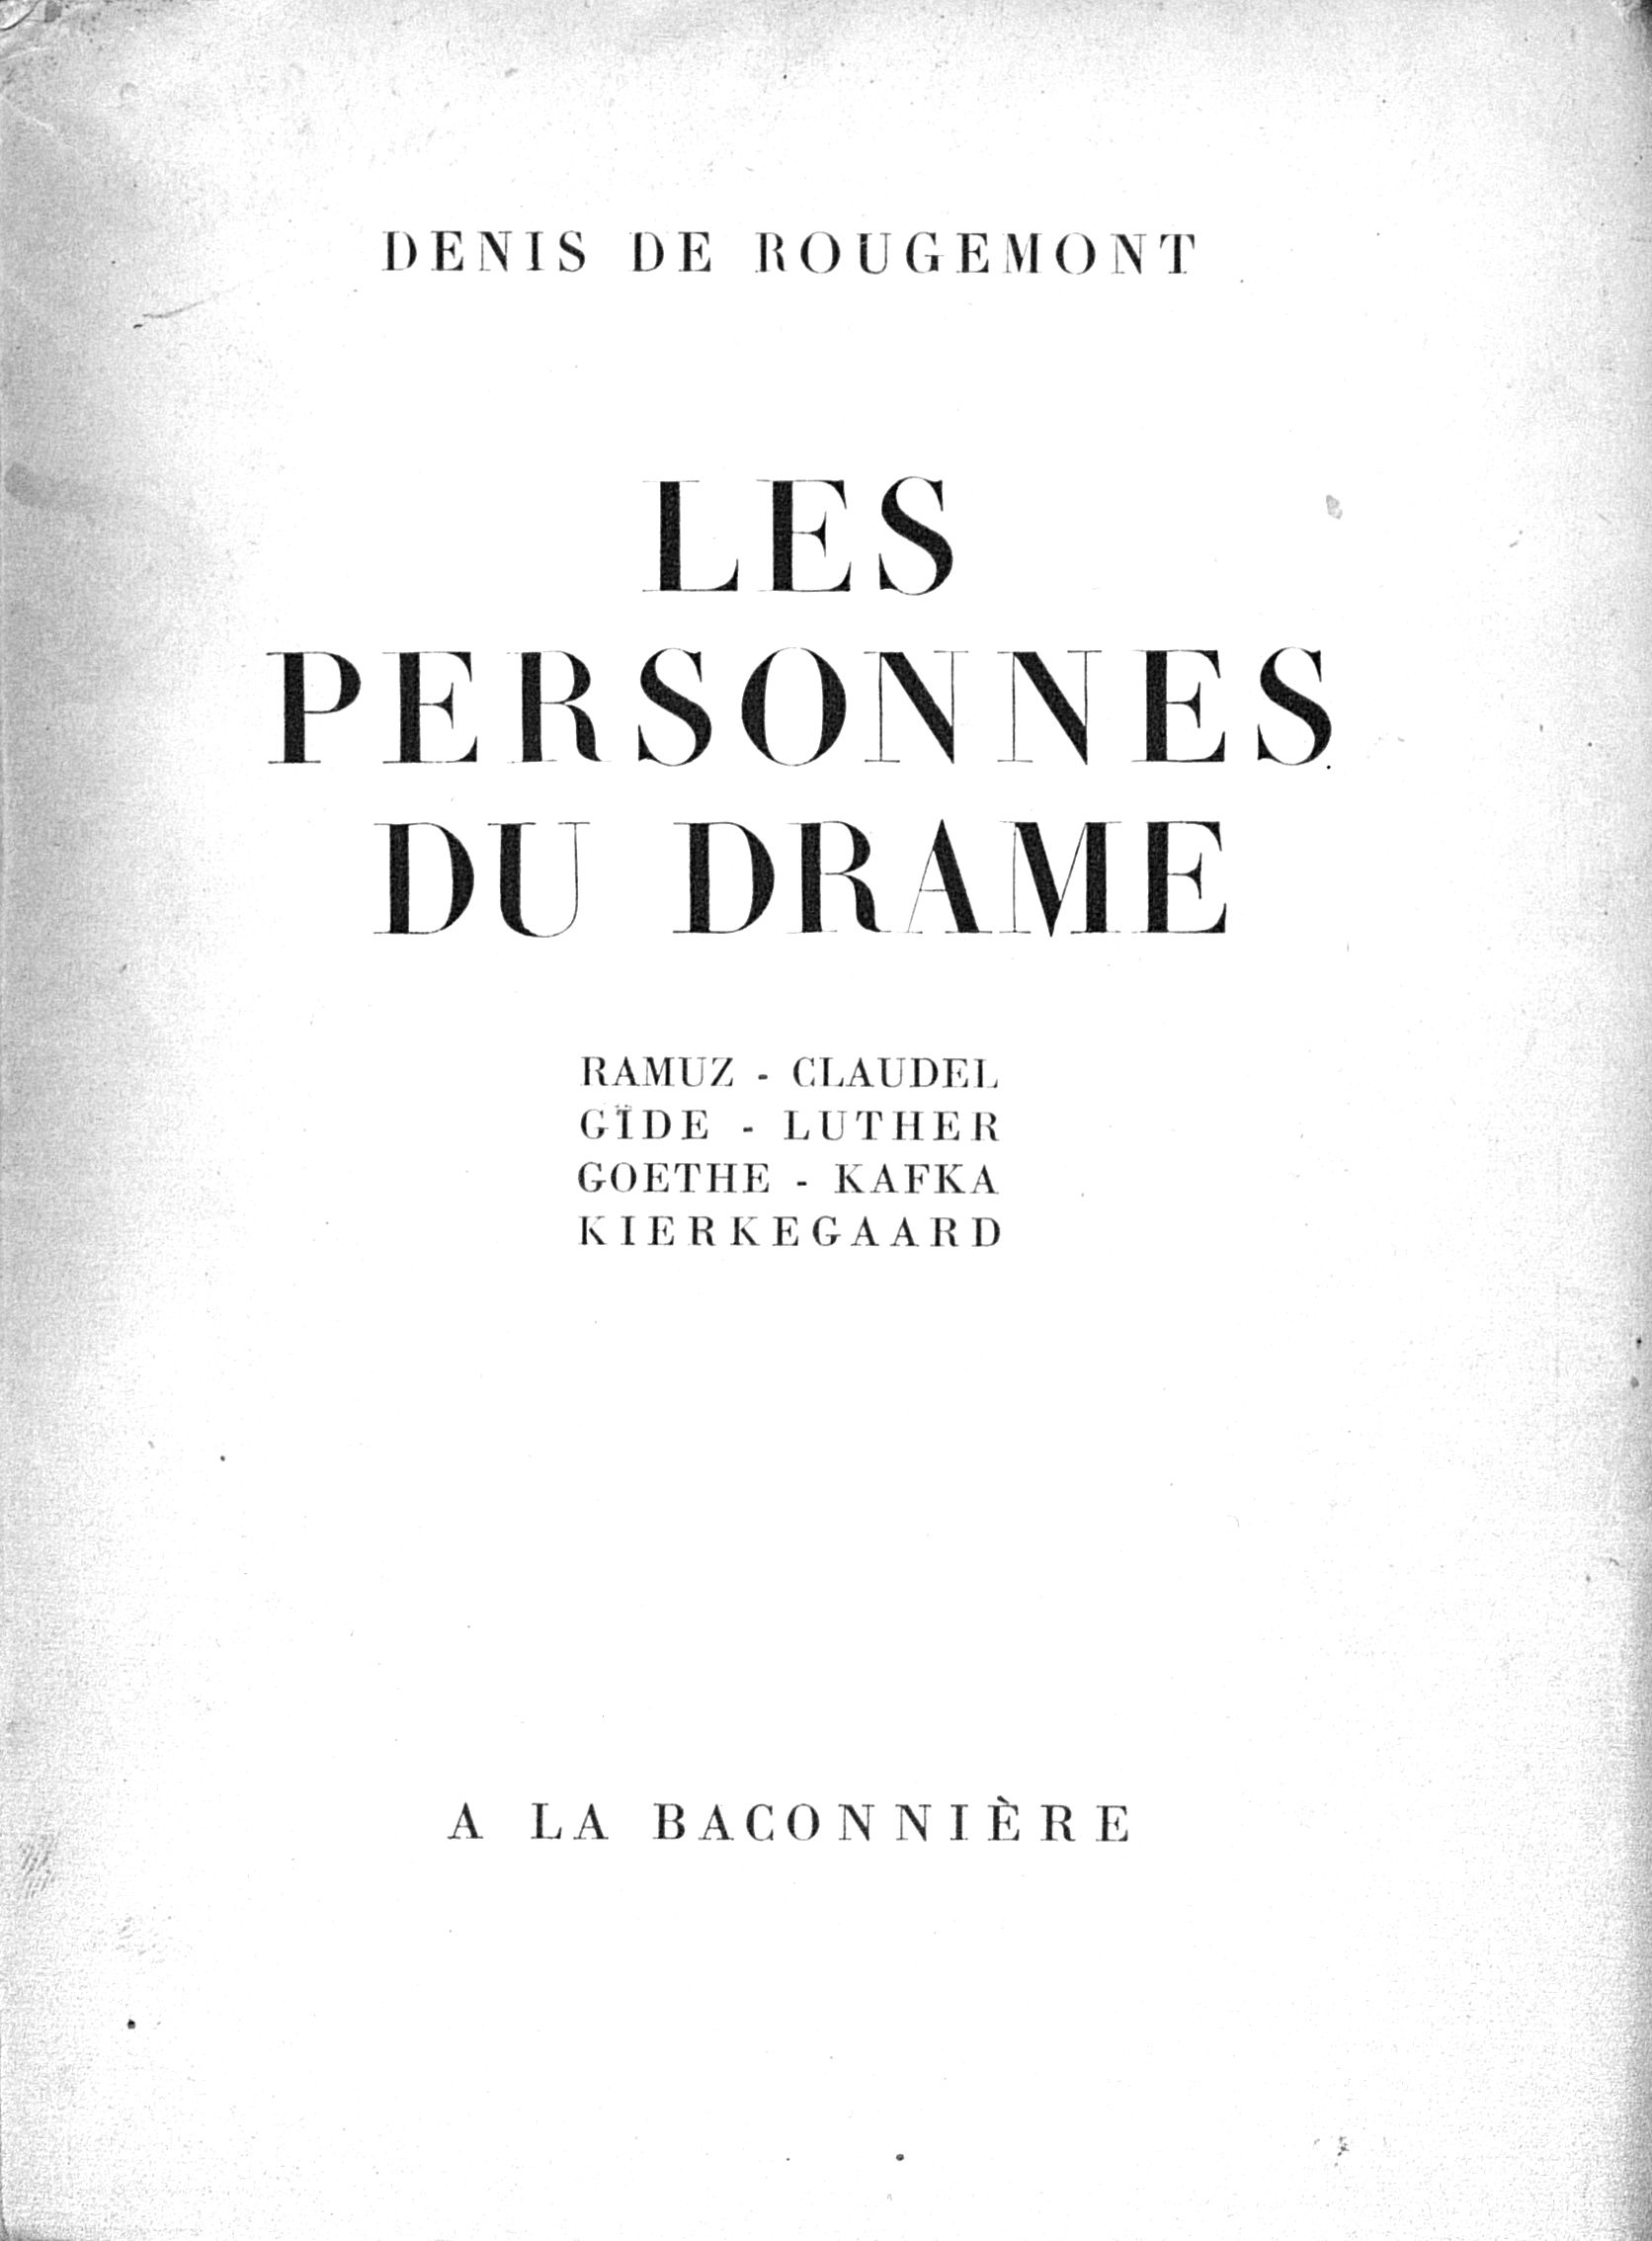 DENIS DE ROUGEMONT
LES
PERSONNES
DU DRAME
RAMUZ - CLAUDEL
GÏDE - LUTHER
GOETHE - KAFKA
KIERKEGAARD
A LA BACONNIÈRE